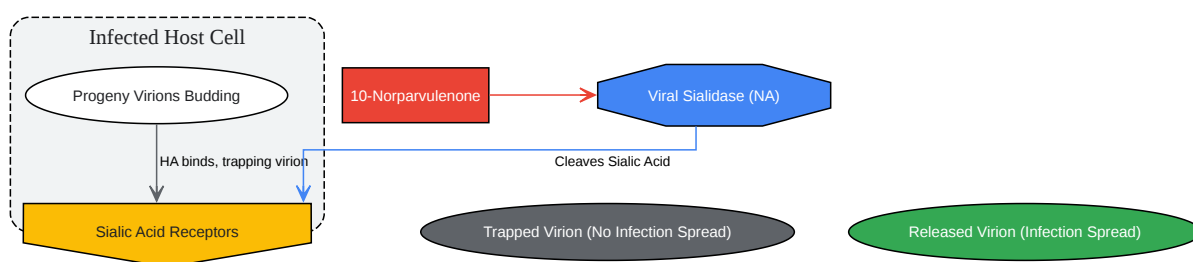 Infected Host Cell
Progeny Virions Budding
10-Norparvulenone
Viral Sialidase (NA)
HA binds, trapping virion
Cleaves Sialic Acid
Sialic Acid Receptors
Trapped Virion (No Infection Spread)
Released Virion (Infection Spread)